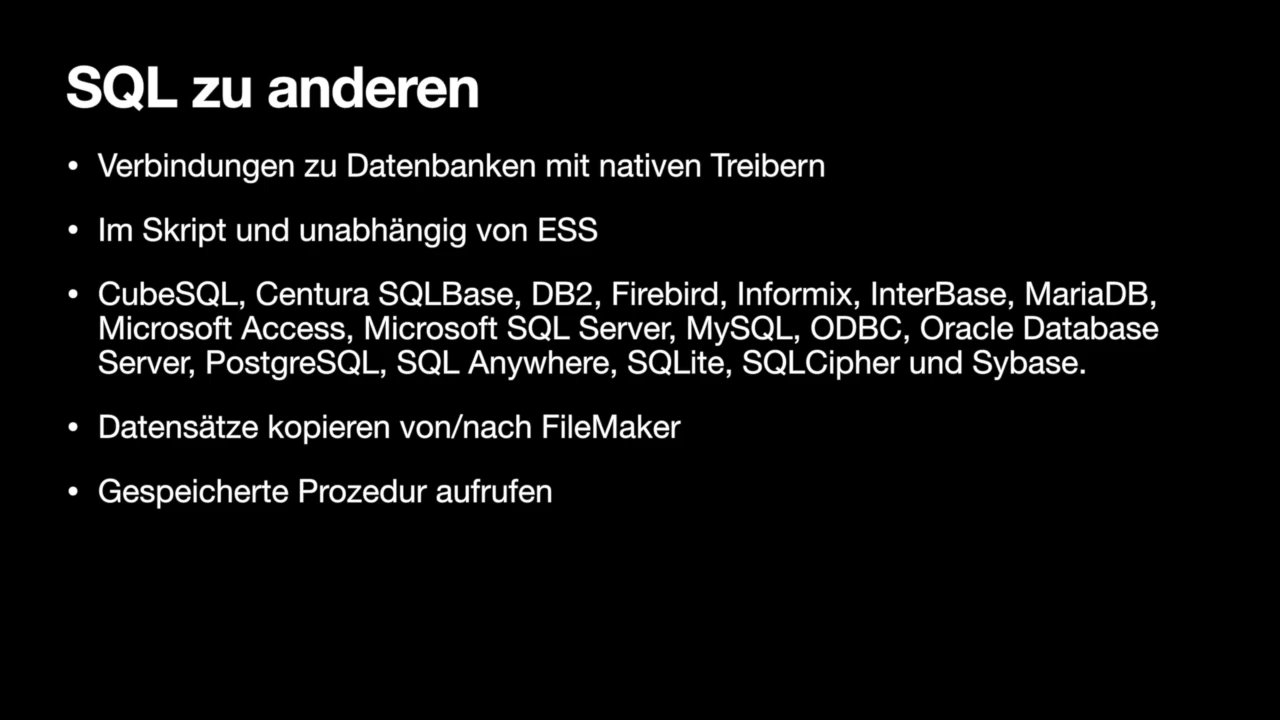 SQL zu anderen
• Verbindungen zu Datenbanken mit nativen Treibern
• Im Skript und unabhängig von ESS
• CubeSQL, Centura SQLBase, DB2, Firebird, Informix, InterBase, MariaDB,
Microsoft Access, Microsoft SQL Server, MySQL, ODBC, Oracle Database
Server, PostgreSQL, SQL Anywhere, SQLite, SQLCipher und Sybase.
• Datensätze kopieren von/nach FileMaker
• Gespeicherte Prozedur aufrufen